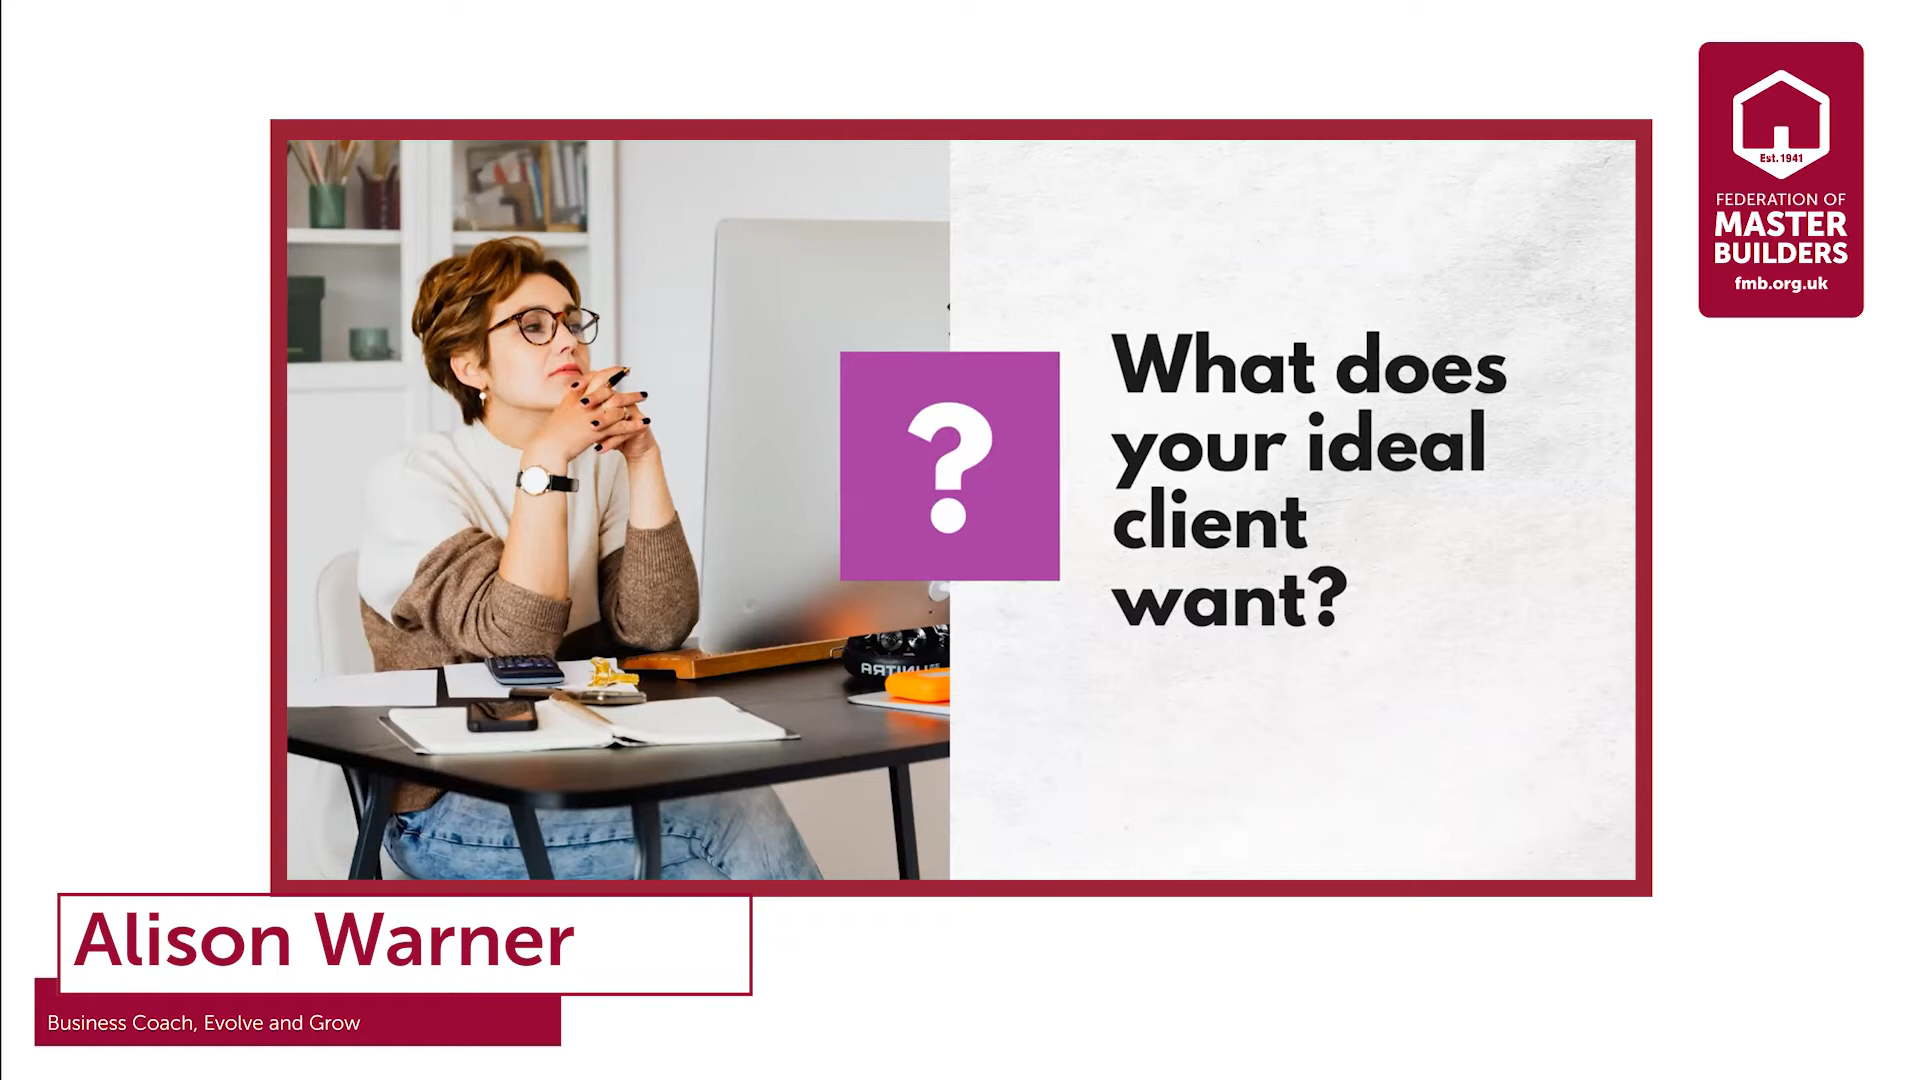 Est. 1941
FEDERATION OF
MASTER
BUILDERS
fmb.org.uk
?
What does
your ideal
client
want?
Alison Warner
Business Coach, Evolve and Grow